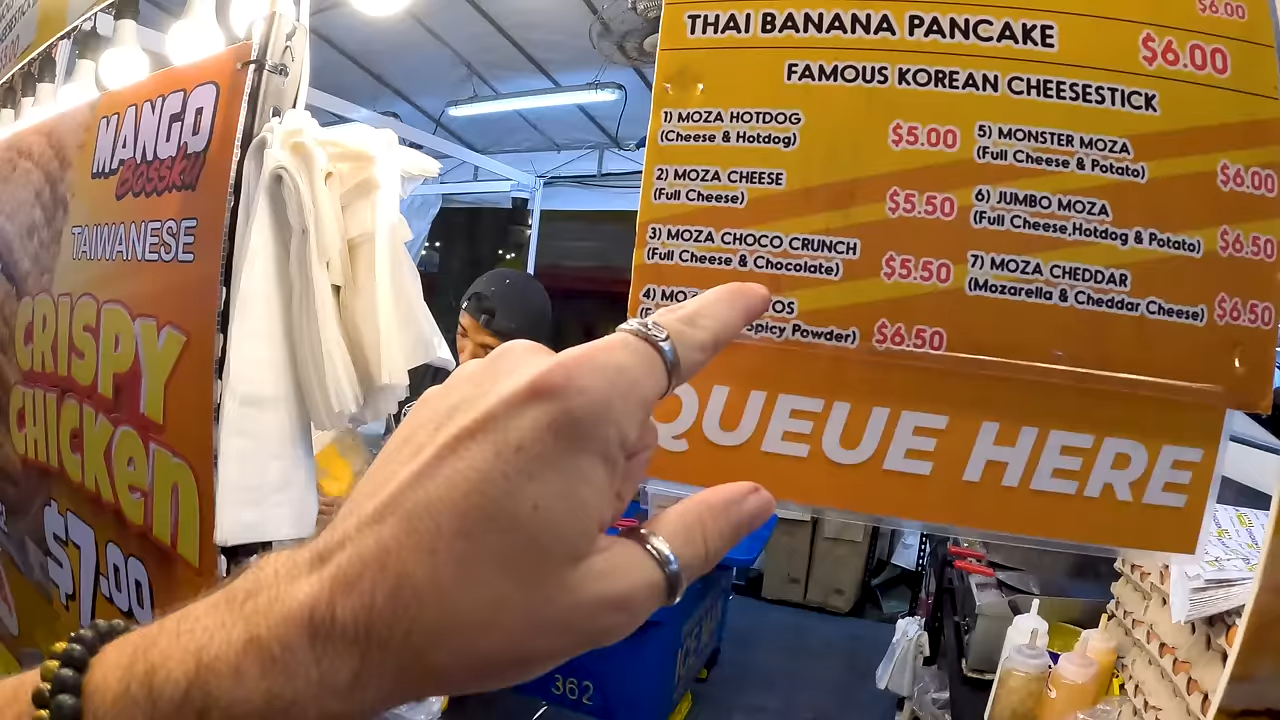 MANGO
Bossku
TAIWANESE
CRISPY
CHICKEN
$7.00
$6.00
THAI BANANA PANCAKE $6.00
FAMOUS KOREAN CHEESESTICK
1) MOZA HOTDOG
(Cheese & Hotdog) $5.00
2) MOZA CHEESE
(Full Cheese) $5.50
3) MOZA CHOCO CRUNCH
(Full Cheese & Chocolate) $5.50
4)
Spicy Powder) $6.50
5) MONSTER MOZA
(Full Cheese & Potato) $6.00
6) JUMBO MOZA
(Full Cheese,Hotdog & Potato) $6.50
7) MOZA CHEDDAR
(Mozarella & Cheddar Cheese) $6.50
QUEUE HERE
362